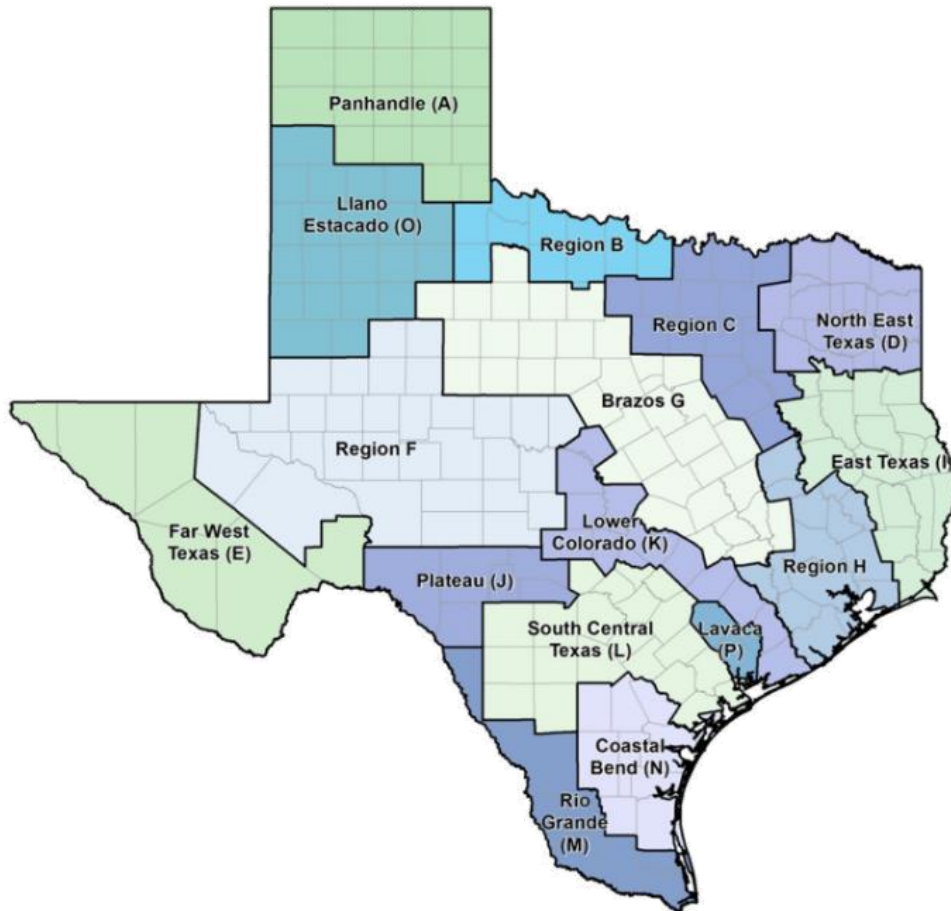 Panhandle (A)
Llano
Estacado (O)
Region B
Region C
North East
Texas (D)
Brazos G
Region F
East Texas (I)
Far West
Texas (E)
Lower
Colorado (K)
Region H
Plateau (J)
South Central
Texas (L)
Lavaca
(P)
Coastal
Bend (N)
Rio
Grande
(M)